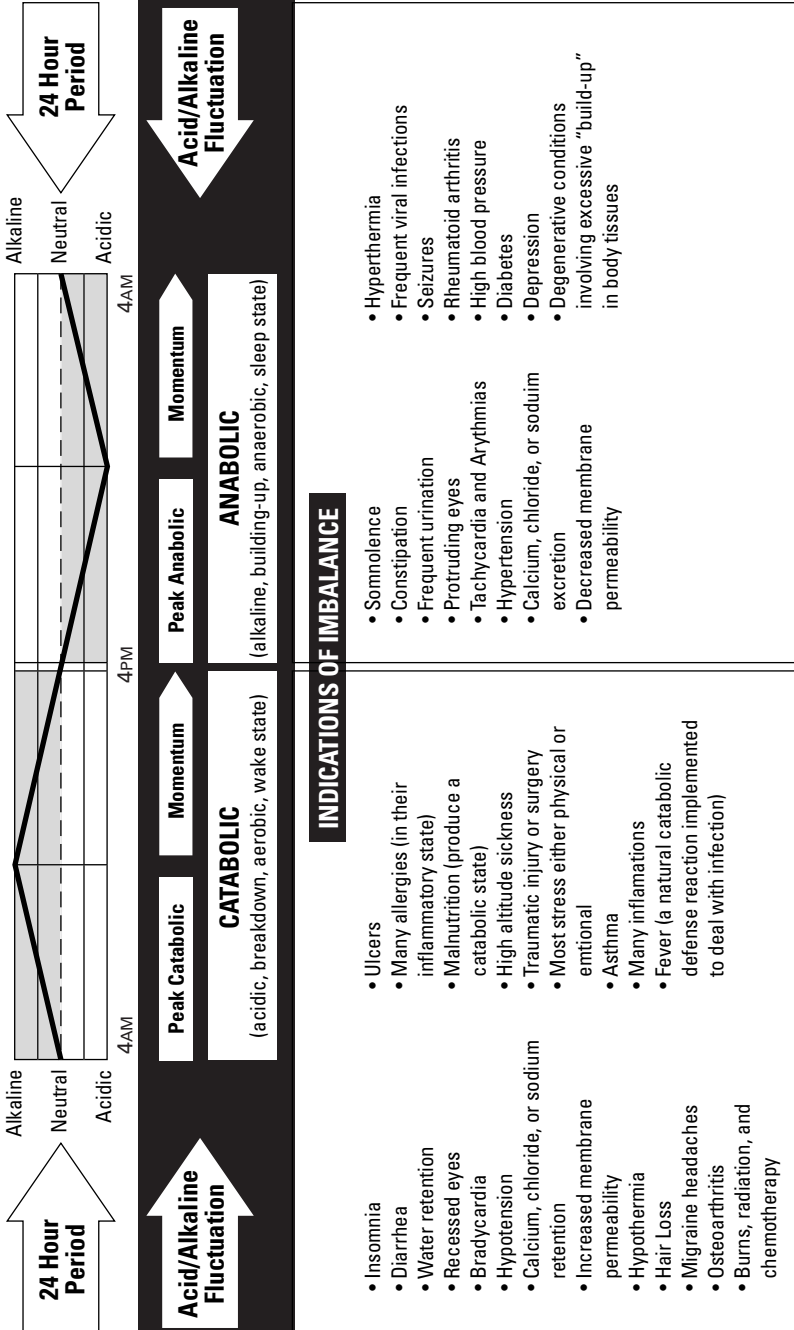 24 Hour
Period
Alkaline
Neutral
Acidic
4AM
4PM
4AM
Alkaline
Neutral
Acidic
24 Hour
Period
Acid/Alkaline
Fluctuation
Peak Catabolic
Momentum
Peak Anabolic
Momentum
Acid/Alkaline
Fluctuation
CATABOLIC
(acidic, breakdown, aerobic, wake state)
ANABOLIC
(alkaline, building-up, anaerobic, sleep state)
INDICATIONS OF IMBALANCE
• Insomnia
• Diarrhea
• Water retention
• Recessed eyes
• Bradycardia
• Hypotension
• Calcium, chloride, or sodium
retention
• Increased membrane
permeability
• Hypothermia
• Hair Loss
• Migraine headaches
• Osteoarthritis
• Burns, radiation, and
chemotherapy
• Ulcers
• Many allergies (in their
inflammatory state)
• Malnutrition (produce a
catabolic state)
• High altitude sickness
• Traumatic injury or surgery
• Most stress either physical or
emtional
• Asthma
• Many inflamations
• Fever (a natural catabolic
defense reaction implemented
to deal with infection)
• Somnolence
• Constipation
• Frequent urination
• Protruding eyes
• Tachycardia and Arythmias
• Hypertension
• Calcium, chloride, or soduim
excretion
• Decreased membrane
permeability
• Hyperthermia
• Frequent viral infections
• Seizures
• Rheumatoid arthritis
• High blood pressure
• Diabetes
• Depression
• Degenerative conditions
involving excessive "build-up"
in body tissues